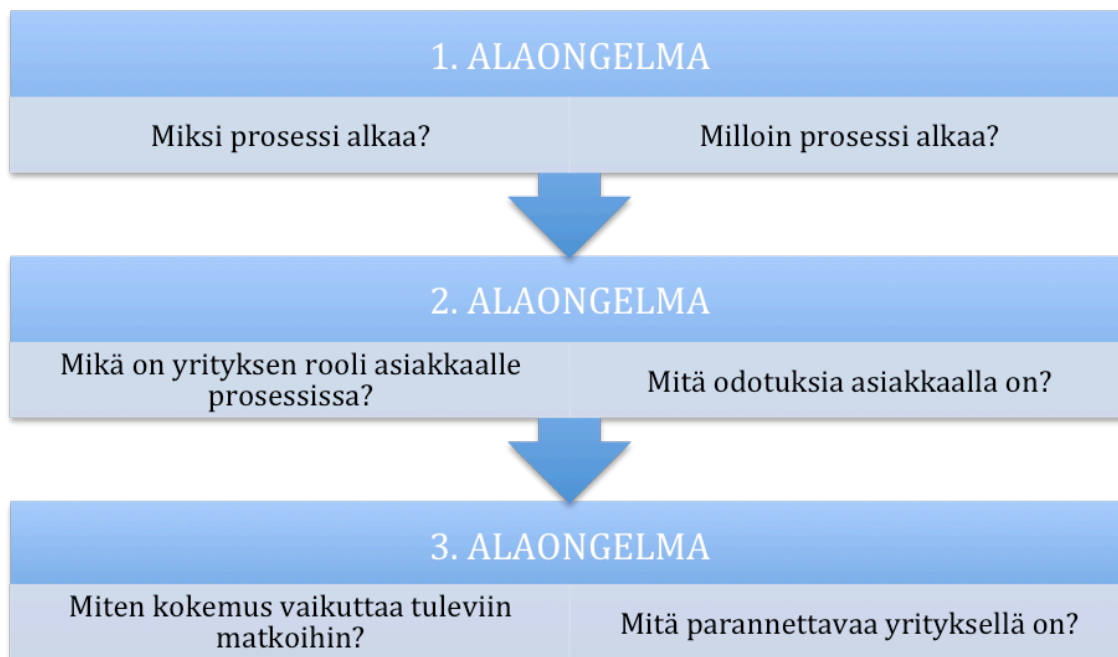 1. ALAONGELMA
Miksi prosessi alkaa?
Milloin prosessi alkaa?
2. ALAONGELMA
Mikä on yrityksen rooli asiakkaalle
prosessissa?
Mitä odotuksia asiakkaalla on?
3. ALAONGELMA
Miten kokemus vaikuttaa tuleviin
matkoihin?
Mitä parannettavaa yrityksellä on?